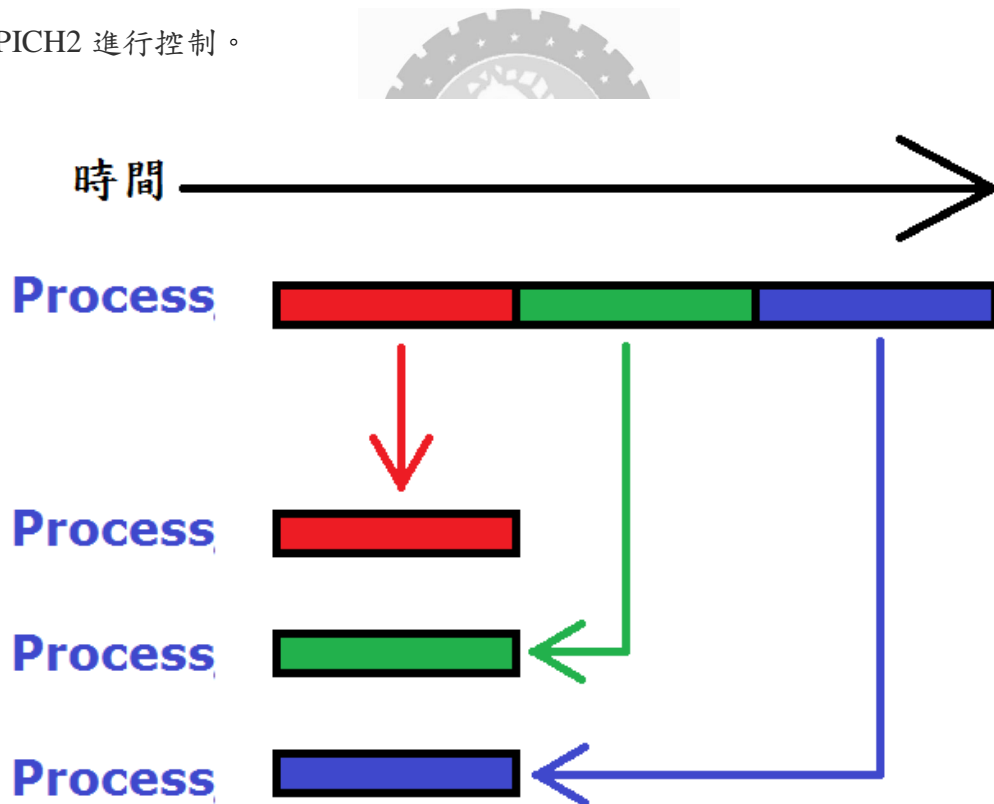 PICH2 進行控制。
時間
Process
Process
Process
Process